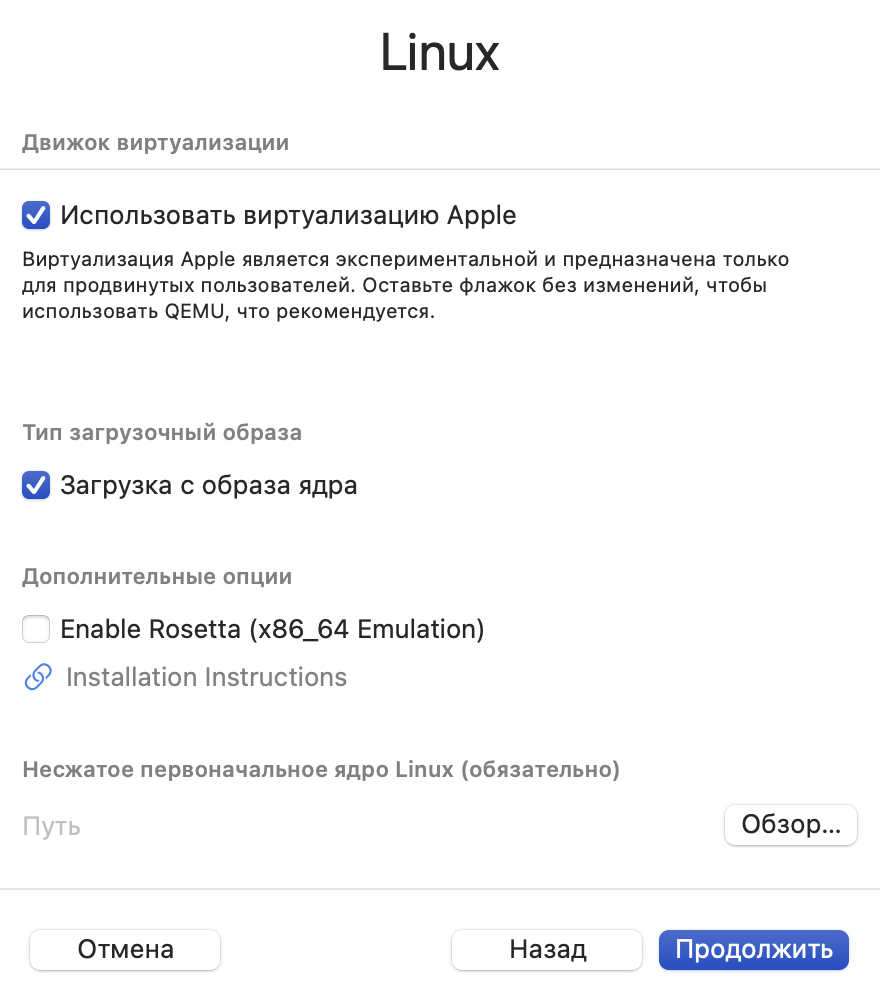 Linux
Движок виртуализации
Использовать виртуализацию Apple
Виртуализация Apple является экспериментальной и предназначена только
для продвинутых пользователей. Оставьте флажок без изменений, чтобы
использовать QEMU, что рекомендуется.
Тип загрузочный образа
Загрузка с образа ядра
Дополнительные опции
Enable Rosetta (x86_64 Emulation)
Installation Instructions
Несжатое первоначальное ядро Linux (обязательно)
Путь
Обзор...
Отмена
Назад
Продолжить